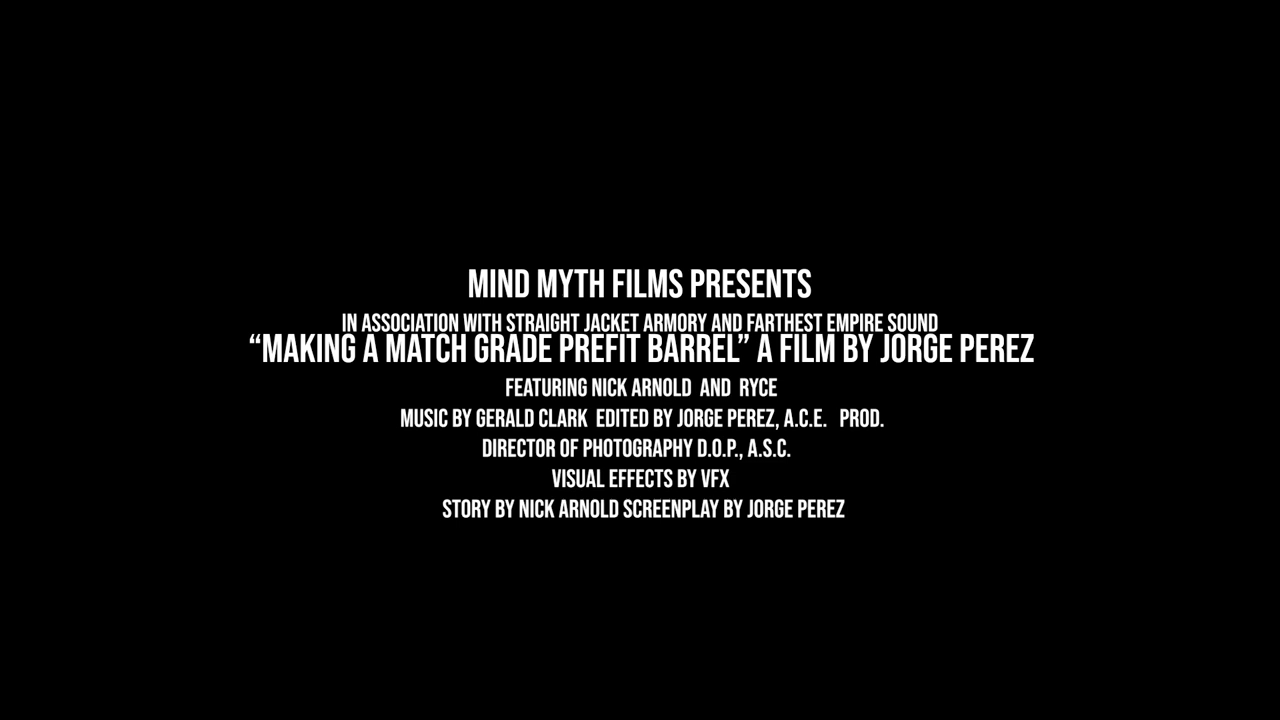 MIND MYTH FILMS PRESENTS
IN ASSOCIATION WITH STRAIGHT JACKET ARMORY AND FARTHEST EMPIRE SOUND
“MAKING A MATCH GRADE PREFIT BARREL” A FILM BY JORGE PEREZ
FEATURING NICK ARNOLD AND RYCE
MUSIC BY GERALD CLARK EDITED BY JORGE PEREZ, A.C.E. PROD.
DIRECTOR OF PHOTOGRAPHY D.O.P., A.S.C.
VISUAL EFFECTS BY VFX
STORY BY NICK ARNOLD SCREENPLAY BY JORGE PEREZ